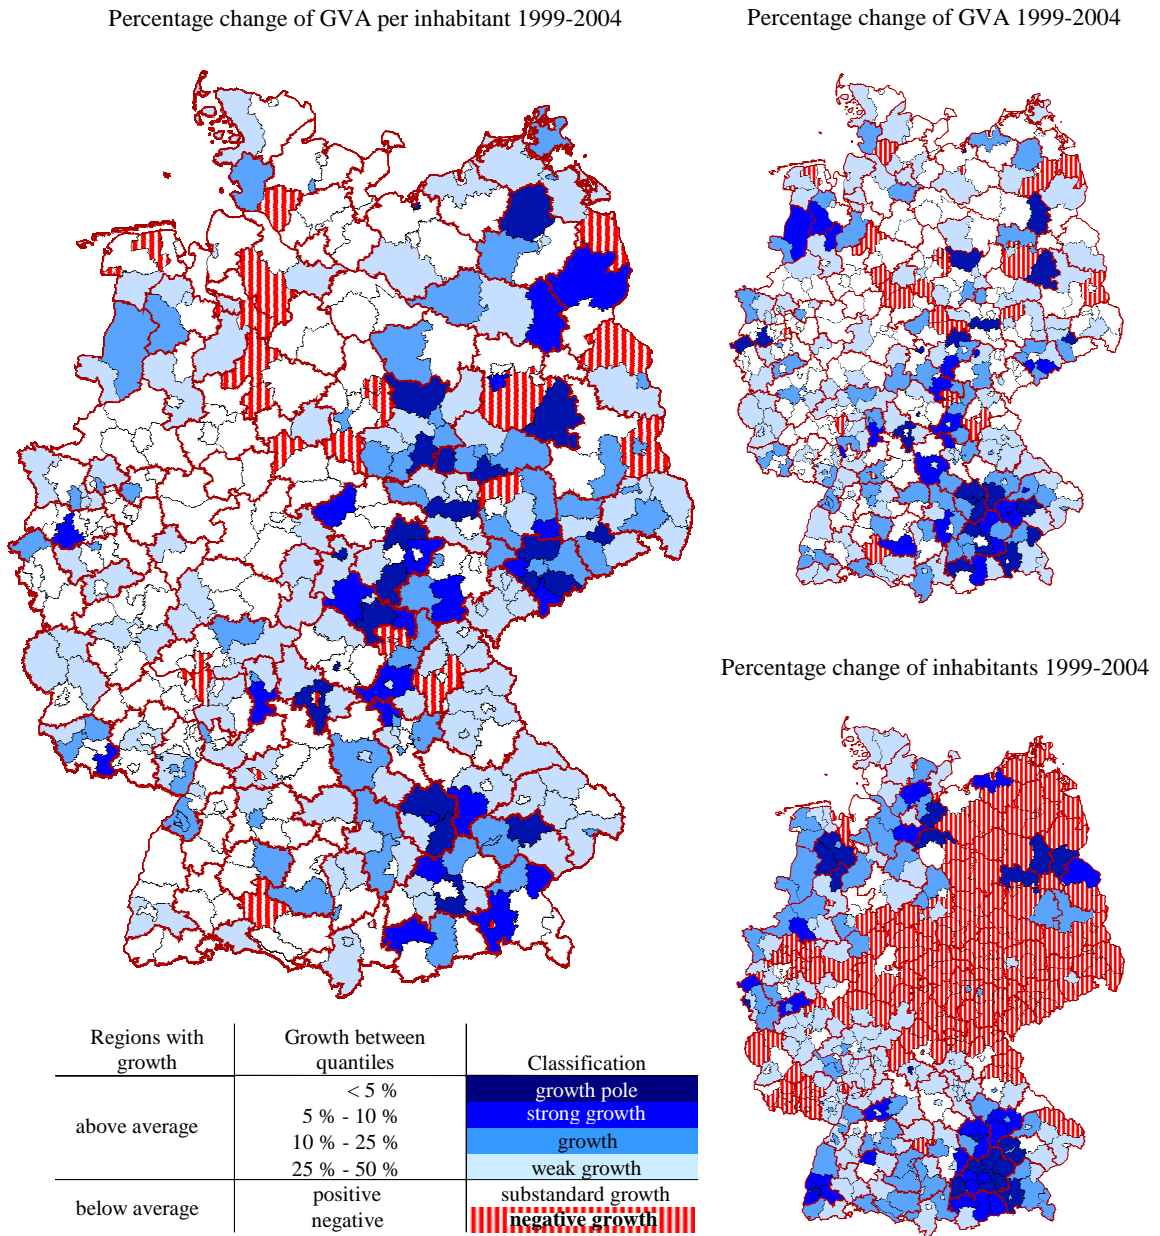 Percentage change of GVA per inhabitant 1999-2004
Percentage change of GVA 1999-2004
Percentage change of inhabitants 1999-2004
Regions with growth
Growth between quantiles
Classification
above average
< 5 %
growth pole
5 % - 10 %
strong growth
10 % - 25 %
growth
25 % - 50 %
weak growth
below average
positive
substandard growth
negative
negative growth